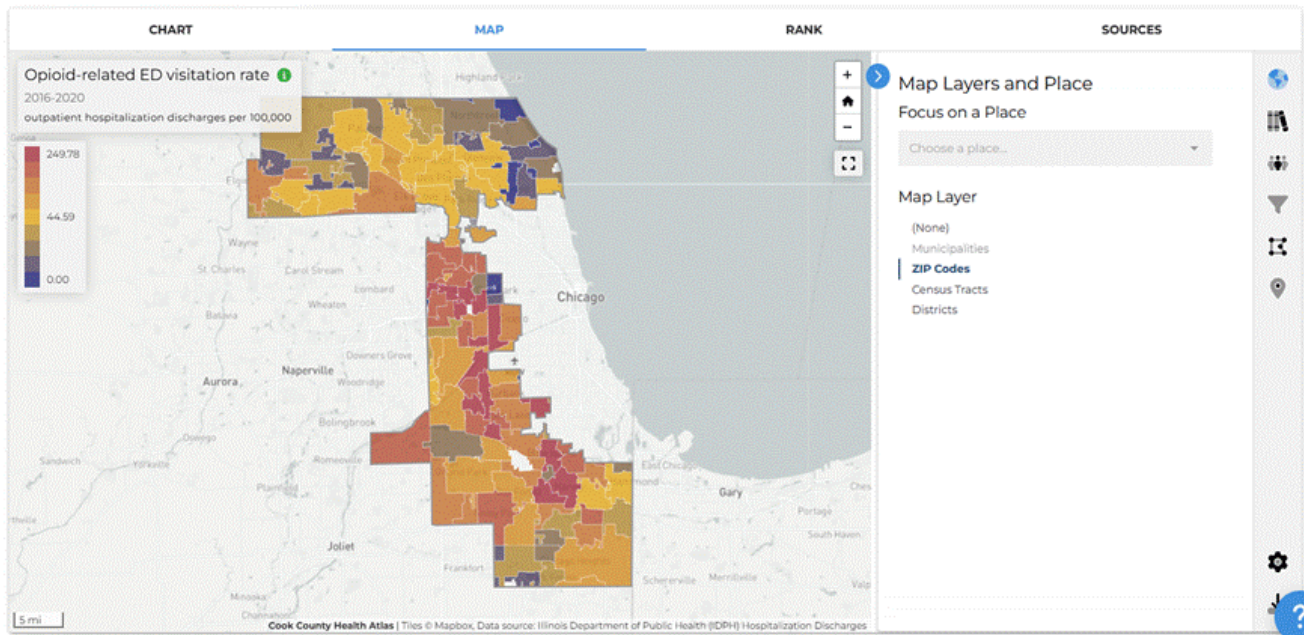 CHART
MAP
RANK
SOURCES
Opioid-related ED visitation rate
2016-2020
outpatient hospitalization discharges per 100,000
249.78
44.59
0.00
+
−
Map Layers and Place
Focus on a Place
Choose a place...
Map Layer
(None)
Municipalities
ZIP Codes
Census Tracts
Districts
Highland Park
Wayne
St. Charles
Carol Stream
Lombard
Batavia
Wheaton
Chicago
Downers Grove
Naperville
Woodridge
Aurora
Bolingbrook
Oswego
Sandwich
Yorkville
Romeoville
Plainfield
East Chicago
Gary
Portage
South Haven
Joliet
Frankfort
Schererville
Merrillville
Minooka
Channahon
5 mi
Cook County Health Atlas | Tiles © Mapbox, Data source: Illinois Department of Public Health (IDPH) Hospitalization Discharges
?